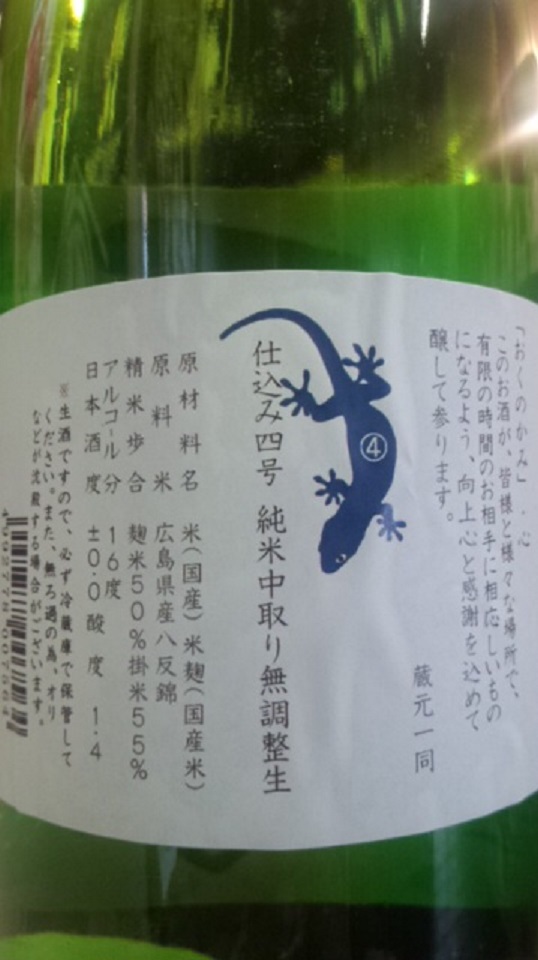 「おくのかみ」・心
このお酒が、皆様と様々な場所で、
有限の時間のお相手に相応しいもの
になるよう、向上心と感謝を込めて
醸して参ります。
蔵元一同
④
仕込み四号 純米中取り無調整生
原材料名 米(国産)米麹(国産米)
原料米 広島県産八反錦
精米歩合 麹米50%掛米55%
アルコール分 16度
日本酒度 ±0.0 酸度 1.4
※生酒ですので、必ず冷蔵庫で保管して
ください。また、無ろ過の為、オリ
などが沈殿する場合がございます。